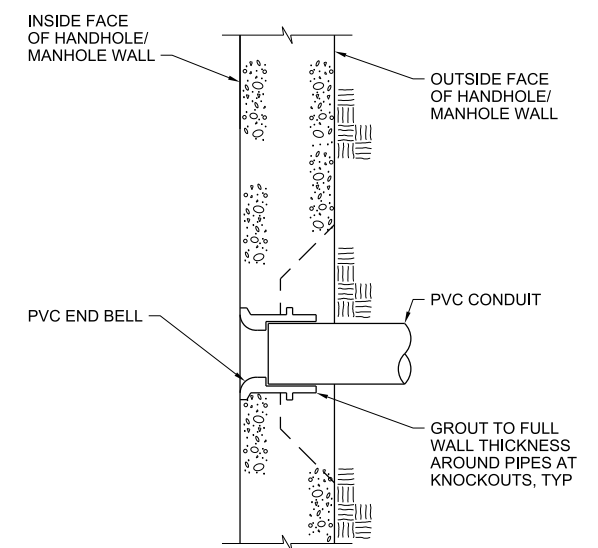 INSIDE FACE
OF HANDHOLE/
MANHOLE WALL
OUTSIDE FACE
OF HANDHOLE/
MANHOLE WALL
PVC CONDUIT
PVC END BELL
GROUT TO FULL
WALL THICKNESS
AROUND PIPES AT
KNOCKOUTS, TYP